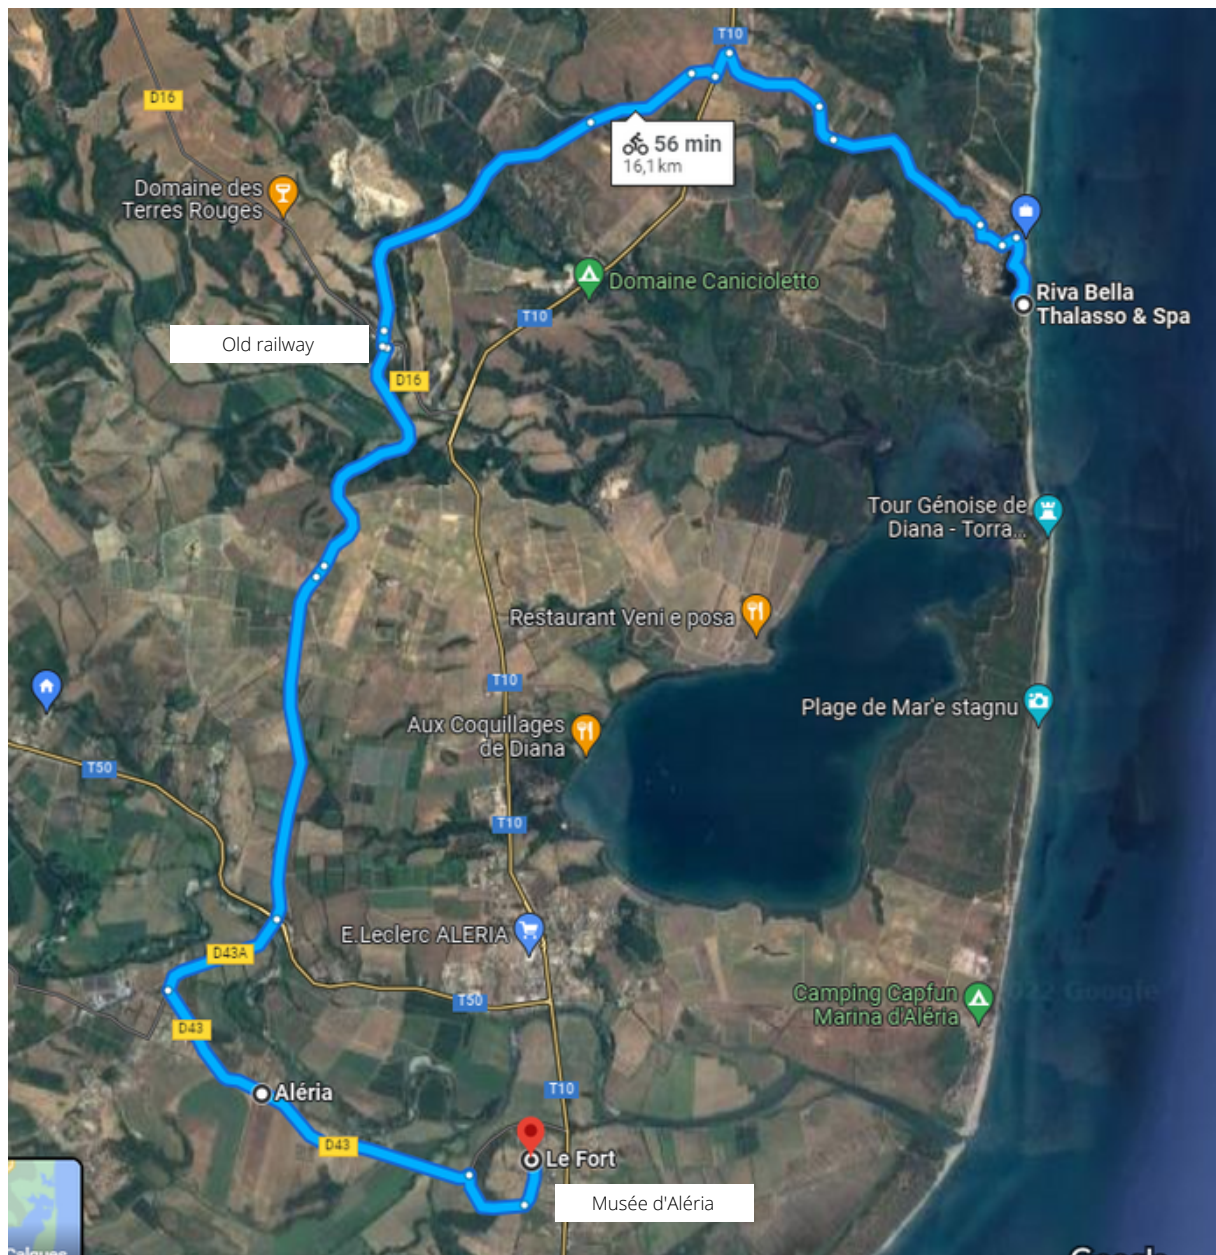 T10
D16
56 min
16,1 km
Domaine des
Terres Rouges
Riva Bella
Thalasso & Spa
Domaine Canicioletto
T10
Old railway
D16
Tour Génoise de
Diana - Torra...
Restaurant Veni e posa
T10
Plage de Mar'e stagnu
Aux Coquillages
de Diana
T50
T10
E.Leclerc ALERIA
D43A
T50
Camping Capfun
Marina d'Aléria
D43
T10
Aléria
D43
Le Fort
Musée d'Aléria